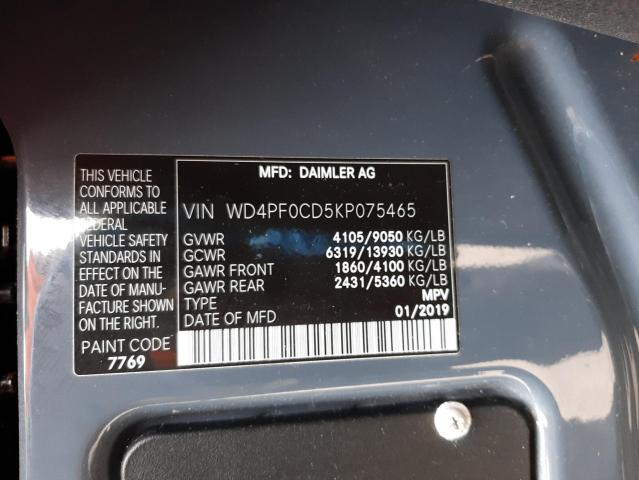 THIS VEHICLE
CONFORMS TO
ALL APPLICABLE
FEDERAL
VEHICLE SAFETY
STANDARDS IN
EFFECT ON THE
DATE OF MANU-
FACTURE SHOWN
ON THE RIGHT.
PAINT CODE
7769
MFD: DAIMLER AG
VIN WD4PF0CD5KP075465
GVWR 4105/9050 KG/LB
GCWR 6319/13930 KG/LB
GAWR FRONT 1860/4100 KG/LB
GAWR REAR 2431/5360 KG/LB
TYPE MPV
DATE OF MFD 01/2019